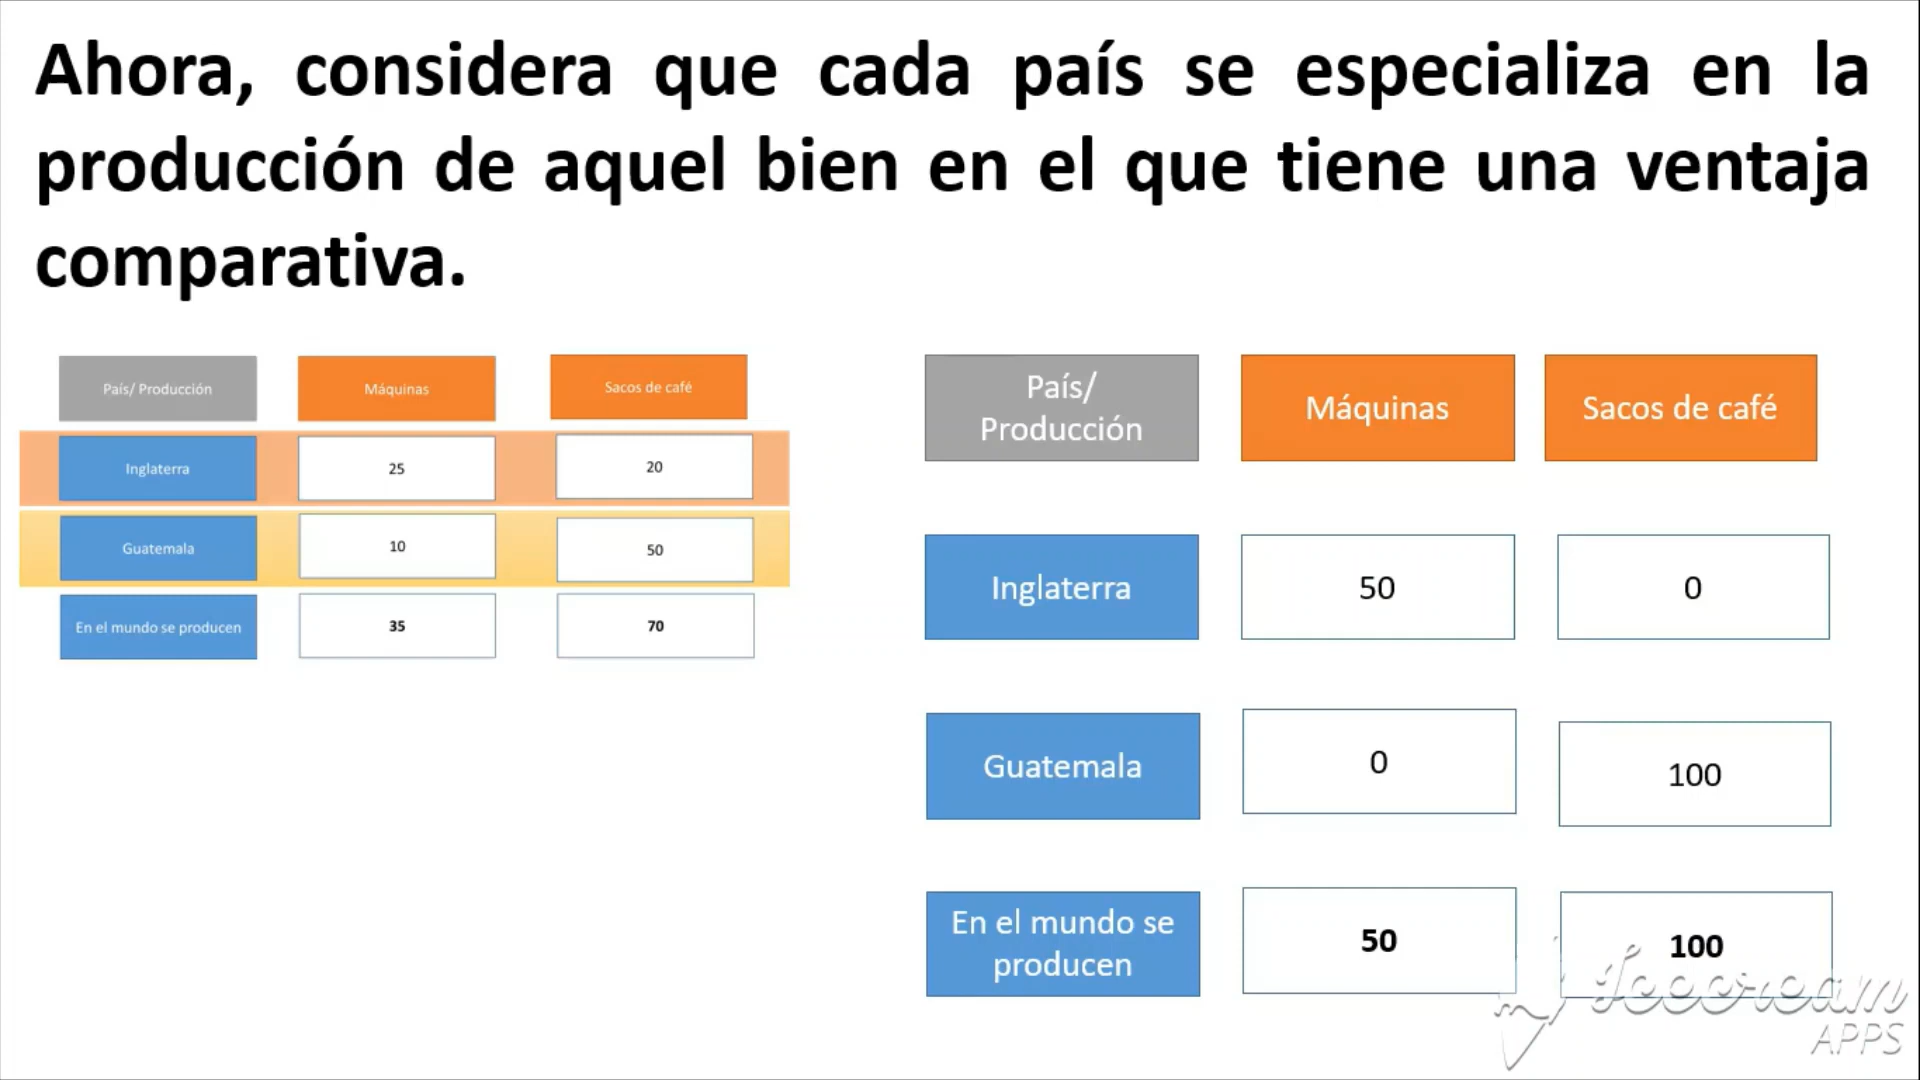 Ahora, considera que cada país se especializa en la
producción de aquel bien en el que tiene una ventaja
comparativa.
País/ Producción Máquinas Sacos de café
Inglaterra 25 20
Guatemala 10 50
En el mundo se producen 35 70
País/
Producción
Máquinas Sacos de café
Inglaterra 50 0
Guatemala 0 100
En el mundo se
producen
50 100
Icecream
APPS